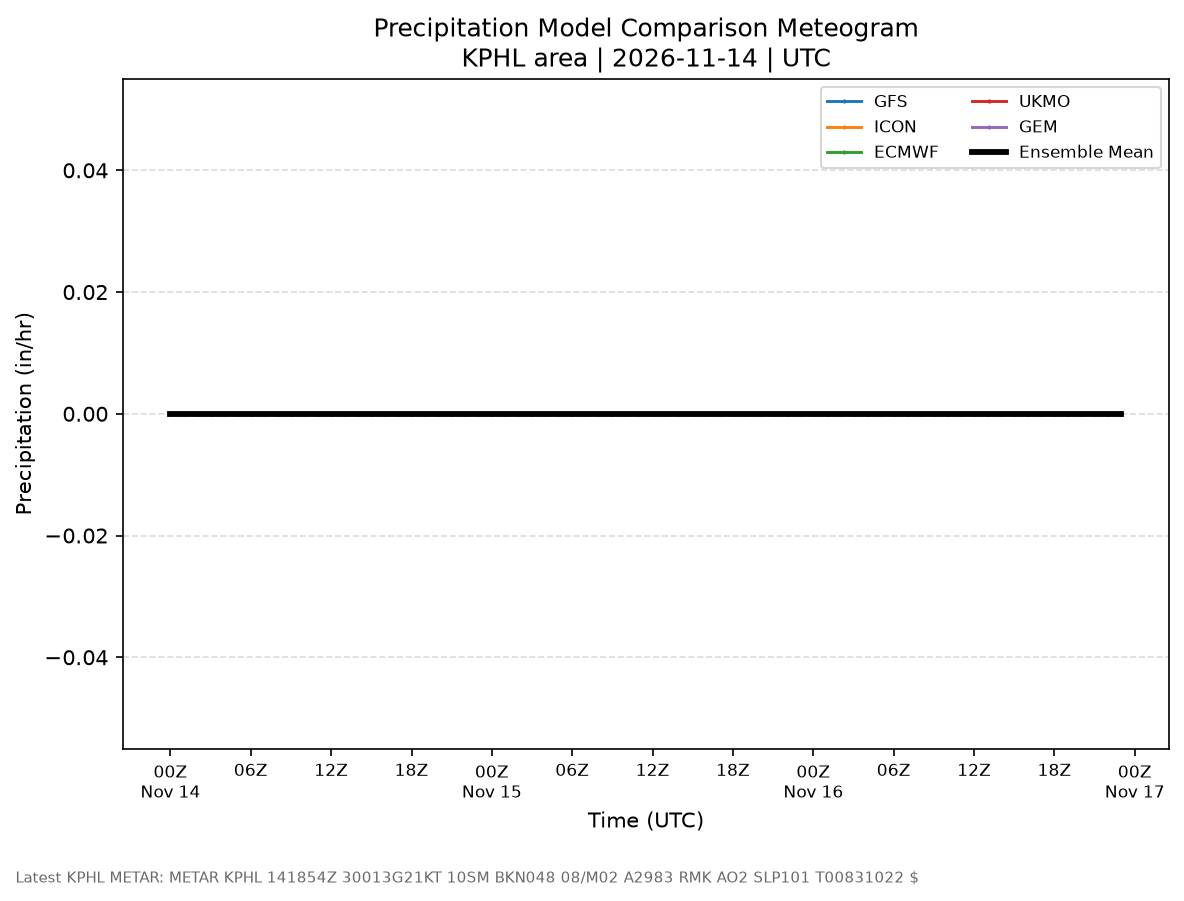 Precipitation Model Comparison Meteogram
KPHL area | 2026-11-14 | UTC
GFS
ICON
ECMWF
UKMO
GEM
Ensemble Mean
Precipitation (in/hr)
0.04
0.02
0.00
−0.02
−0.04
00Z 06Z 12Z 18Z 00Z 06Z 12Z 18Z 00Z 06Z 12Z 18Z 00Z
Nov 14 Nov 15 Nov 16 Nov 17
Time (UTC)
Latest KPHL METAR: METAR KPHL 141854Z 30013G21KT 10SM BKN048 08/M02 A2983 RMK AO2 SLP101 T00831022 $